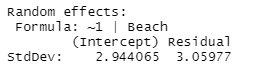 Random effects:
Formula: ~1 | Beach
(Intercept) Residual
StdDev: 2.944065 3.05977